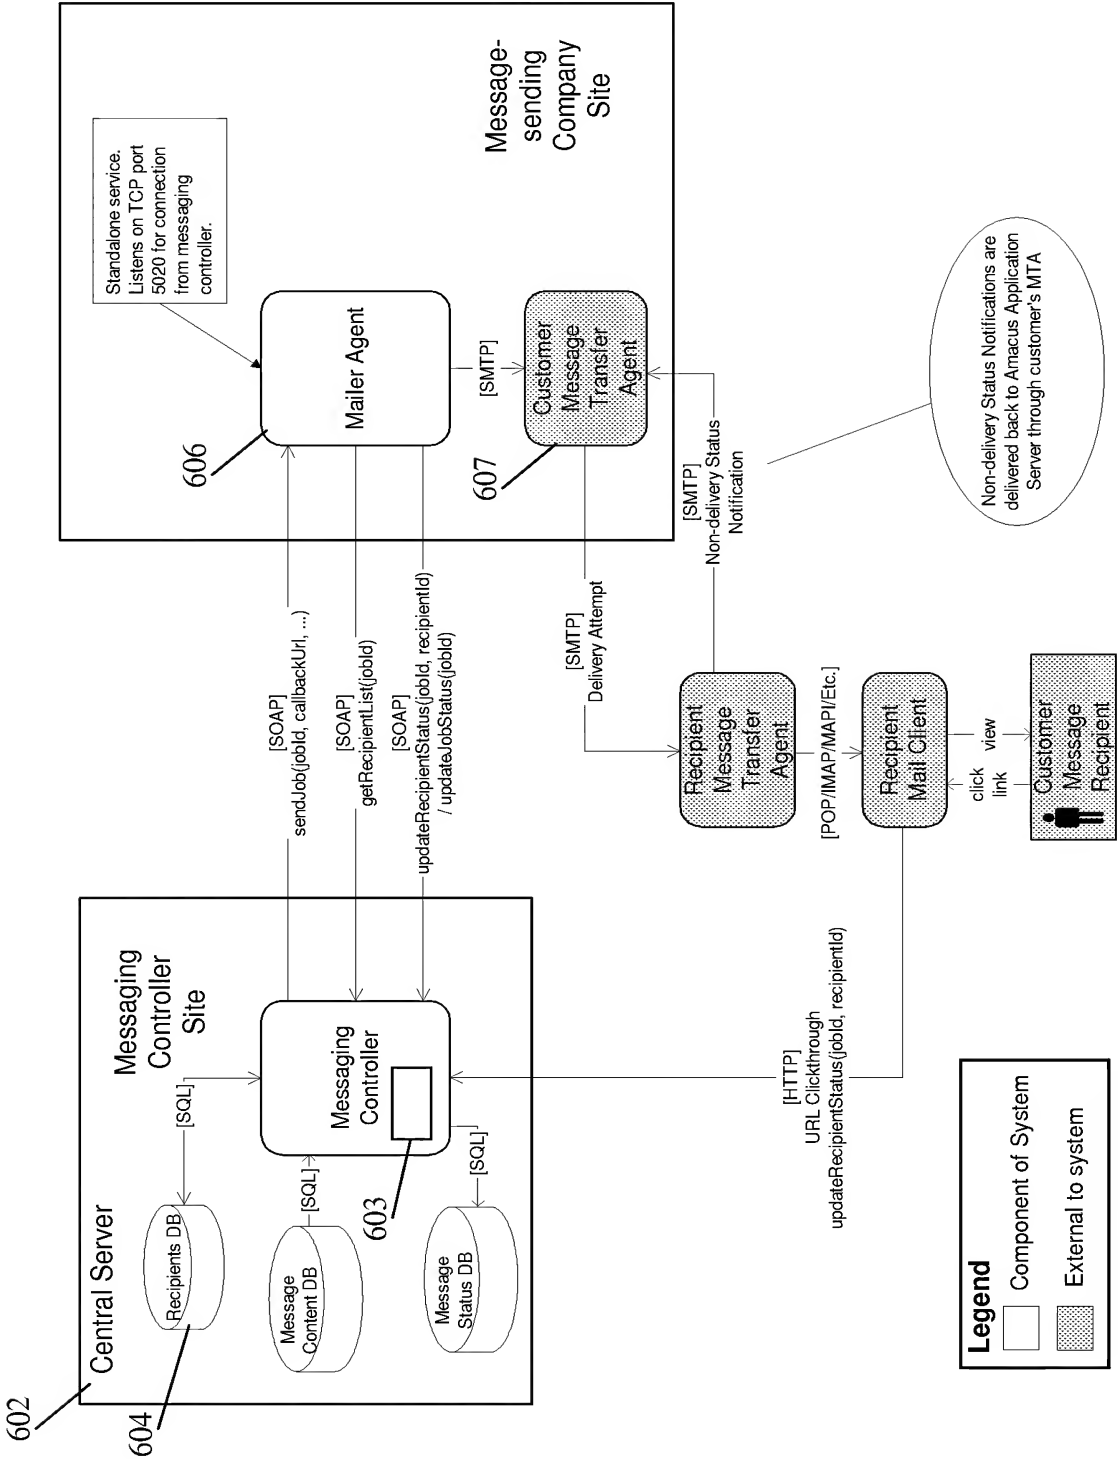 602
Central Server
604
Recipients DB
[SQL]
Message
Content DB
[SQL]
Message
Status DB
[SQL]
603
Messaging
Controller
Site
Messaging
Controller
[SOAP]
sendJob(jobId, callbackUrl, ...)
[SOAP]
getRecipientList(jobId)
[SOAP]
updateRecipientStatus(jobId, recipientId)
/ updateJobStatus(jobId)
606
Mailer Agent
Standalone service.
Listens on TCP port
5020 for connection
from messaging
controller.
Message-
sending
Company
Site
[SMTP]
607
Customer
Message
Transfer
Agent
[SMTP]
Delivery Attempt
[SMTP]
Non-delivery Status
Notification
Recipient
Message
Transfer
Agent
[POP/IMAP/MAPI/Etc.]
Recipient
Mail Client
click
link
view
Customer
Message
Recipient
[HTTP]
URL Clickthrough
updateRecipientStatus(jobId, recipientId)
Non-delivery Status Notifications are
delivered back to Amacus Application
Server through customer's MTA
Legend
Component of System
External to system